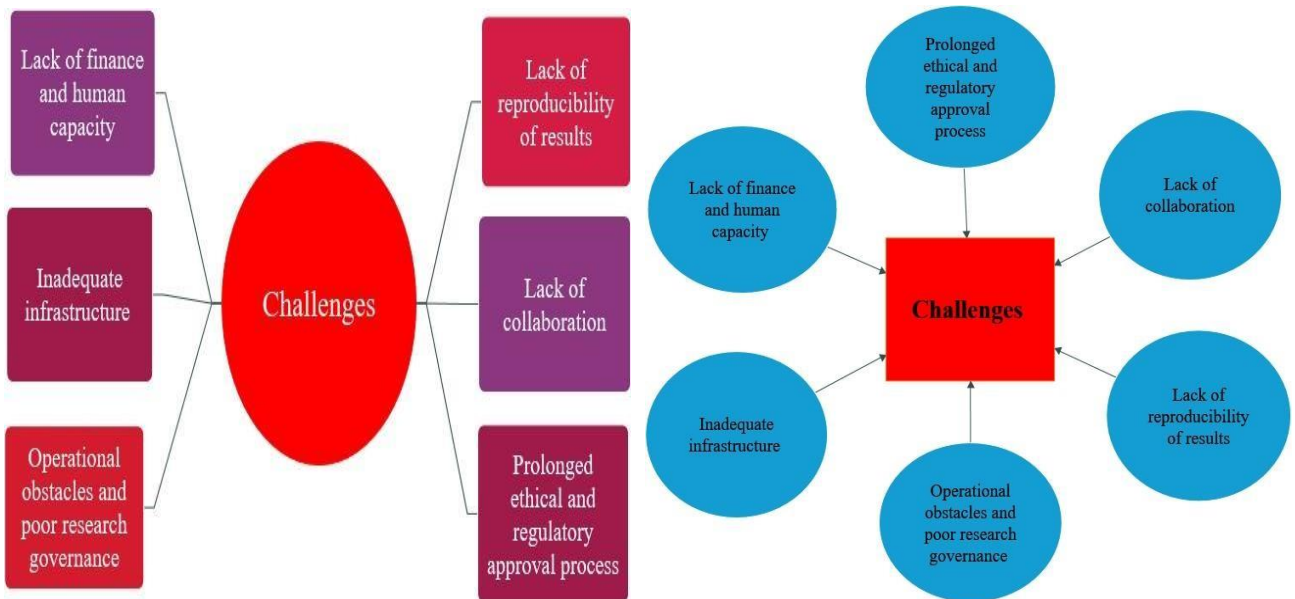 Lack of finance
and human
capacity
Inadequate
infrastructure
Operational
obstacles and
poor research
governance
Challenges
Lack of
reproducibility
of results
Lack of
collaboration
Prolonged
ethical and
regulatory
approval process
Prolonged
ethical and
regulatory
approval
process
Lack of finance
and human
capacity
Lack of
collaboration
Challenges
Inadequate
infrastructure
Lack of
reproducibility
of results
Operational
obstacles and
poor research
governance